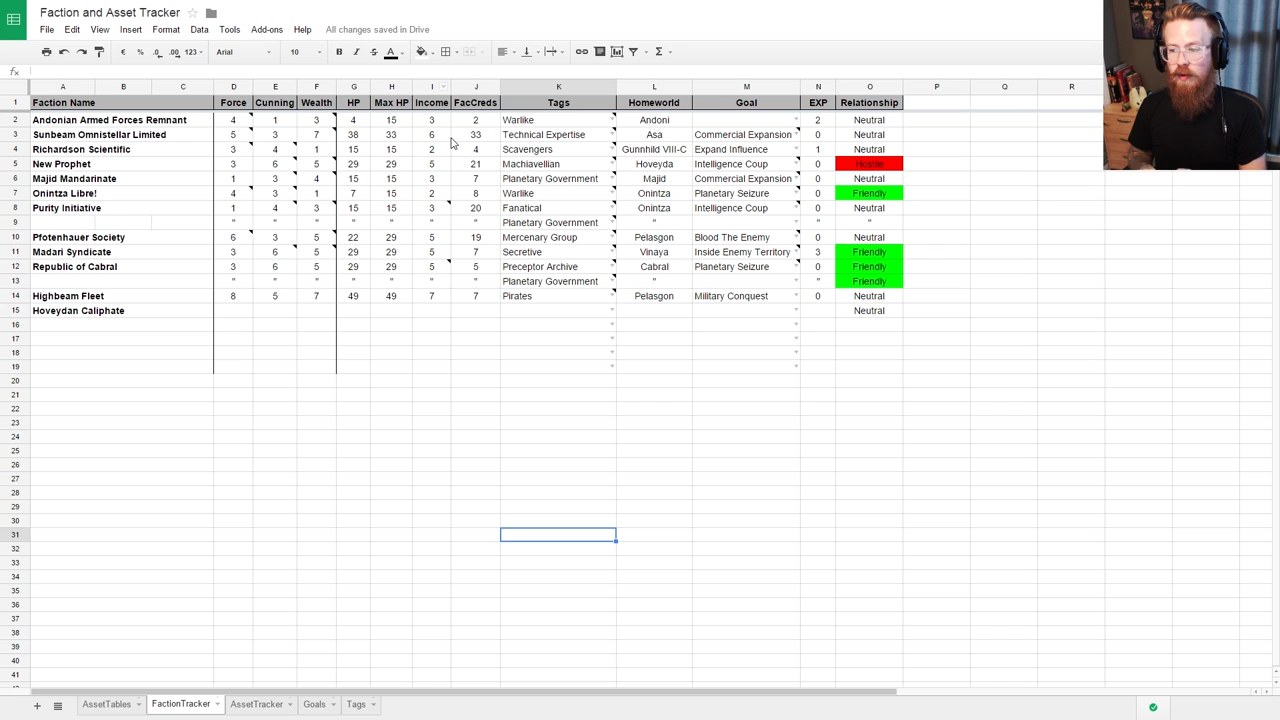 Faction and Asset Tracker
File Edit View Insert Format Data Tools Add-ons Help All changes saved in Drive
€ % .0 .00 123 Arial 10 B I S A Σ
fx
A B C D E F G H I J K L M N O P Q R
1 Faction Name Force Cunning Wealth HP Max HP Income FacCreds Tags Homeworld Goal EXP Relationship
2 Andonian Armed Forces Remnant 4 1 3 4 15 3 2 Warlike Andoni 2 Neutral
3 Sunbeam Omnistellar Limited 5 3 7 38 33 6 33 Technical Expertise Asa Commercial Expansion 0 Neutral
4 Richardson Scientific 3 4 1 15 15 2 4 Scavengers Gunnhild VIII-C Expand Influence 1 Neutral
5 New Prophet 3 6 5 29 29 5 21 Machiavellian Hoveyda Intelligence Coup 0 Hostile
6 Majid Mandarinate 1 3 4 15 15 3 7 Planetary Government Majid Commercial Expansion 0 Neutral
7 Onintza Libre! 4 3 1 7 15 2 8 Warlike Onintza Planetary Seizure 0 Friendly
8 Purity Initiative 1 4 3 15 15 3 20 Fanatical Onintza Intelligence Coup 0 Neutral
9 " " " " " " " Planetary Government " " "
10 Pfotenhauer Society 6 3 5 22 29 5 19 Mercenary Group Pelasgon Blood The Enemy 0 Neutral
11 Madari Syndicate 3 6 5 29 29 5 7 Secretive Vinaya Inside Enemy Territory 3 Friendly
12 Republic of Cabral 3 6 5 29 29 5 5 Preceptor Archive Cabral Planetary Seizure 0 Friendly
13 " " " " " " " Planetary Government " " Friendly
14 Highbeam Fleet 8 5 7 49 49 7 7 Pirates Pelasgon Military Conquest 0 Neutral
15 Hoveydan Caliphate Neutral
16
17
18
19
20
21
22
23
24
25
26
27
28
29
30
31
32
33
34
35
36
37
38
39
40
41
AssetTables FactionTracker AssetTracker Goals Tags